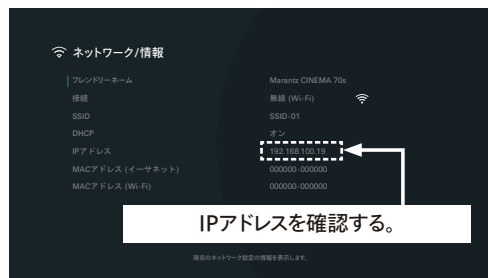 ネットワーク/情報
フレンドリーネーム Marantz CINEMA 70s
接続 無線 (Wi-Fi)
SSID SSID-01
DHCP オン
IPアドレス 192.168.100.19
MACアドレス (イーサネット) 000000-000000
MACアドレス (Wi-Fi) 000000-000000
IPアドレスを確認する。
現在のネットワーク設定の情報を表示します。